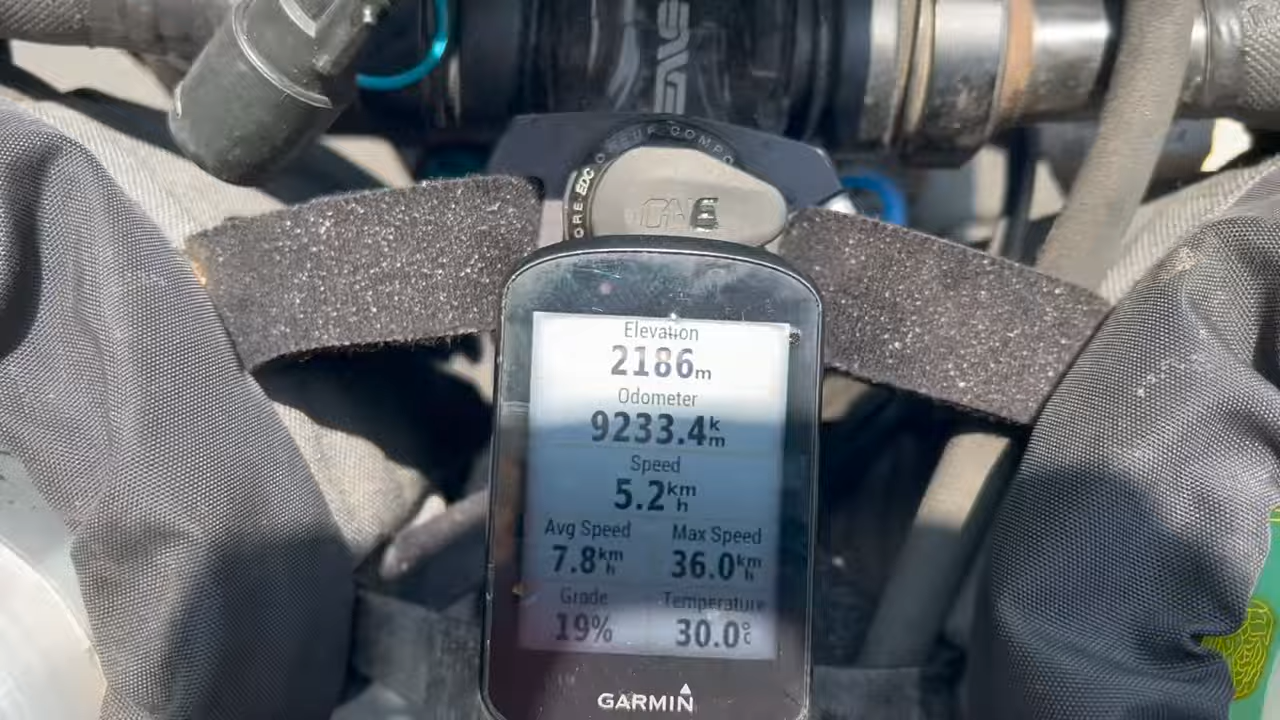 Elevation
2186m
Odometer
9233.4km
Speed
5.2km/h
Avg Speed Max Speed
7.8km/h 36.0km/h
Grade Temperature
19% 30.0°C
GARMIN